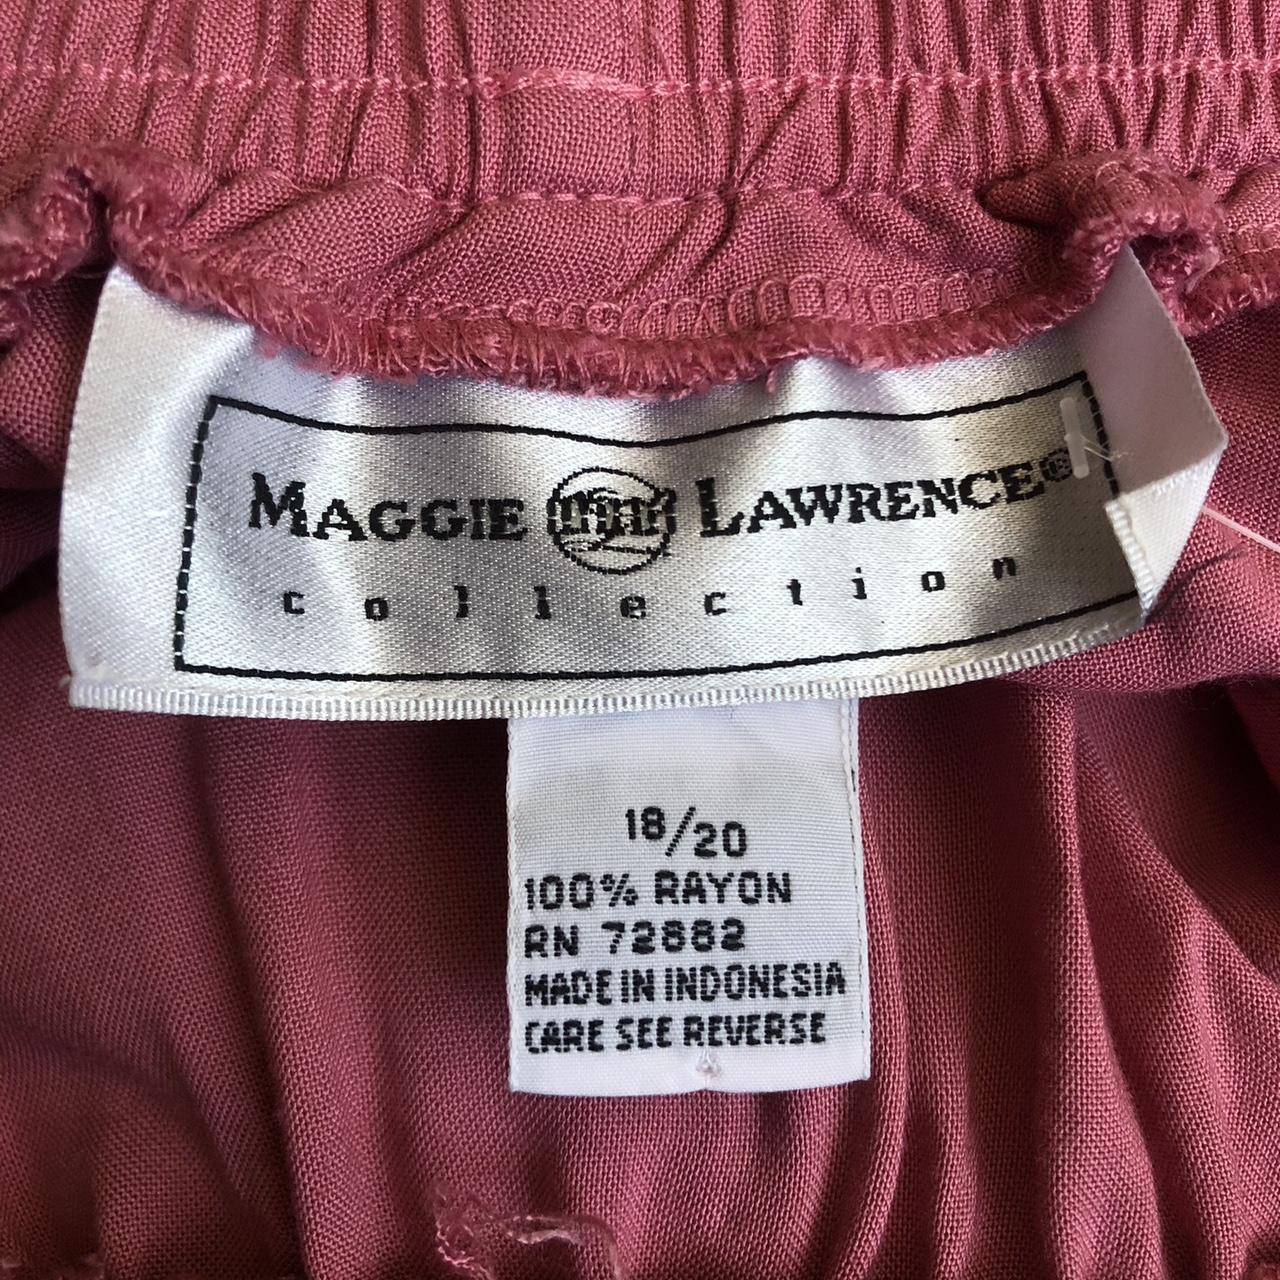 MAGGIE LAWRENCE®
collection
18/20
100% RAYON
RN 72882
MADE IN INDONESIA
CARE SEE REVERSE